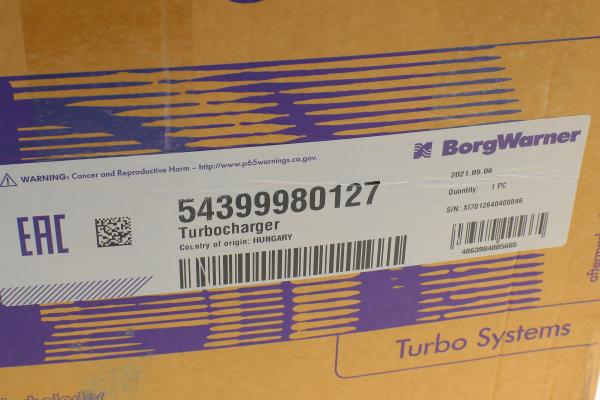 BorgWarner
WARNING: Cancer and Reproductive Harm – http://www.p65warnings.ca.gov.
2021.09.06
54399980127
Quantity: 1 PC
Turbocharger
S/N: XI7012640400046
EAC
Country of origin: HUNGARY
4063984005665
Turbo Systems